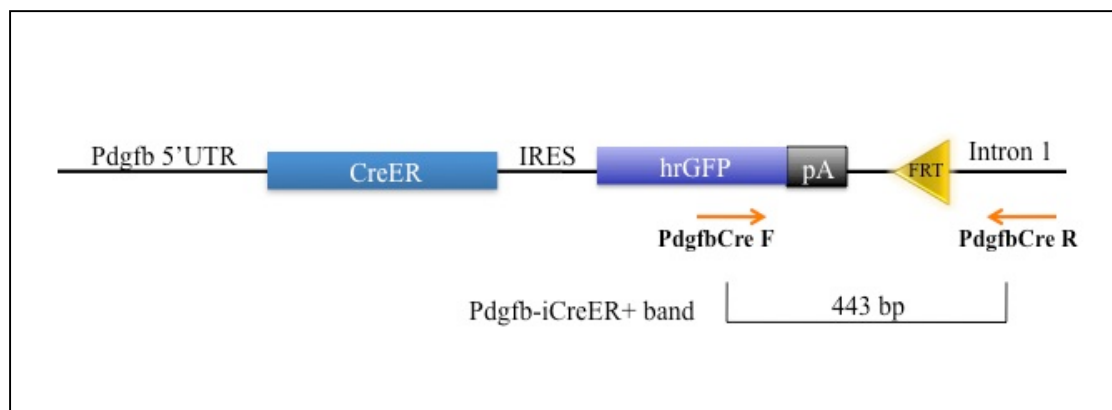 Pdgfb 5'UTR
CreER
IRES
hrGFP
pA
FRT
Intron 1
PdgfbCre F
PdgfbCre R
Pdgfb-iCreER+ band
443 bp